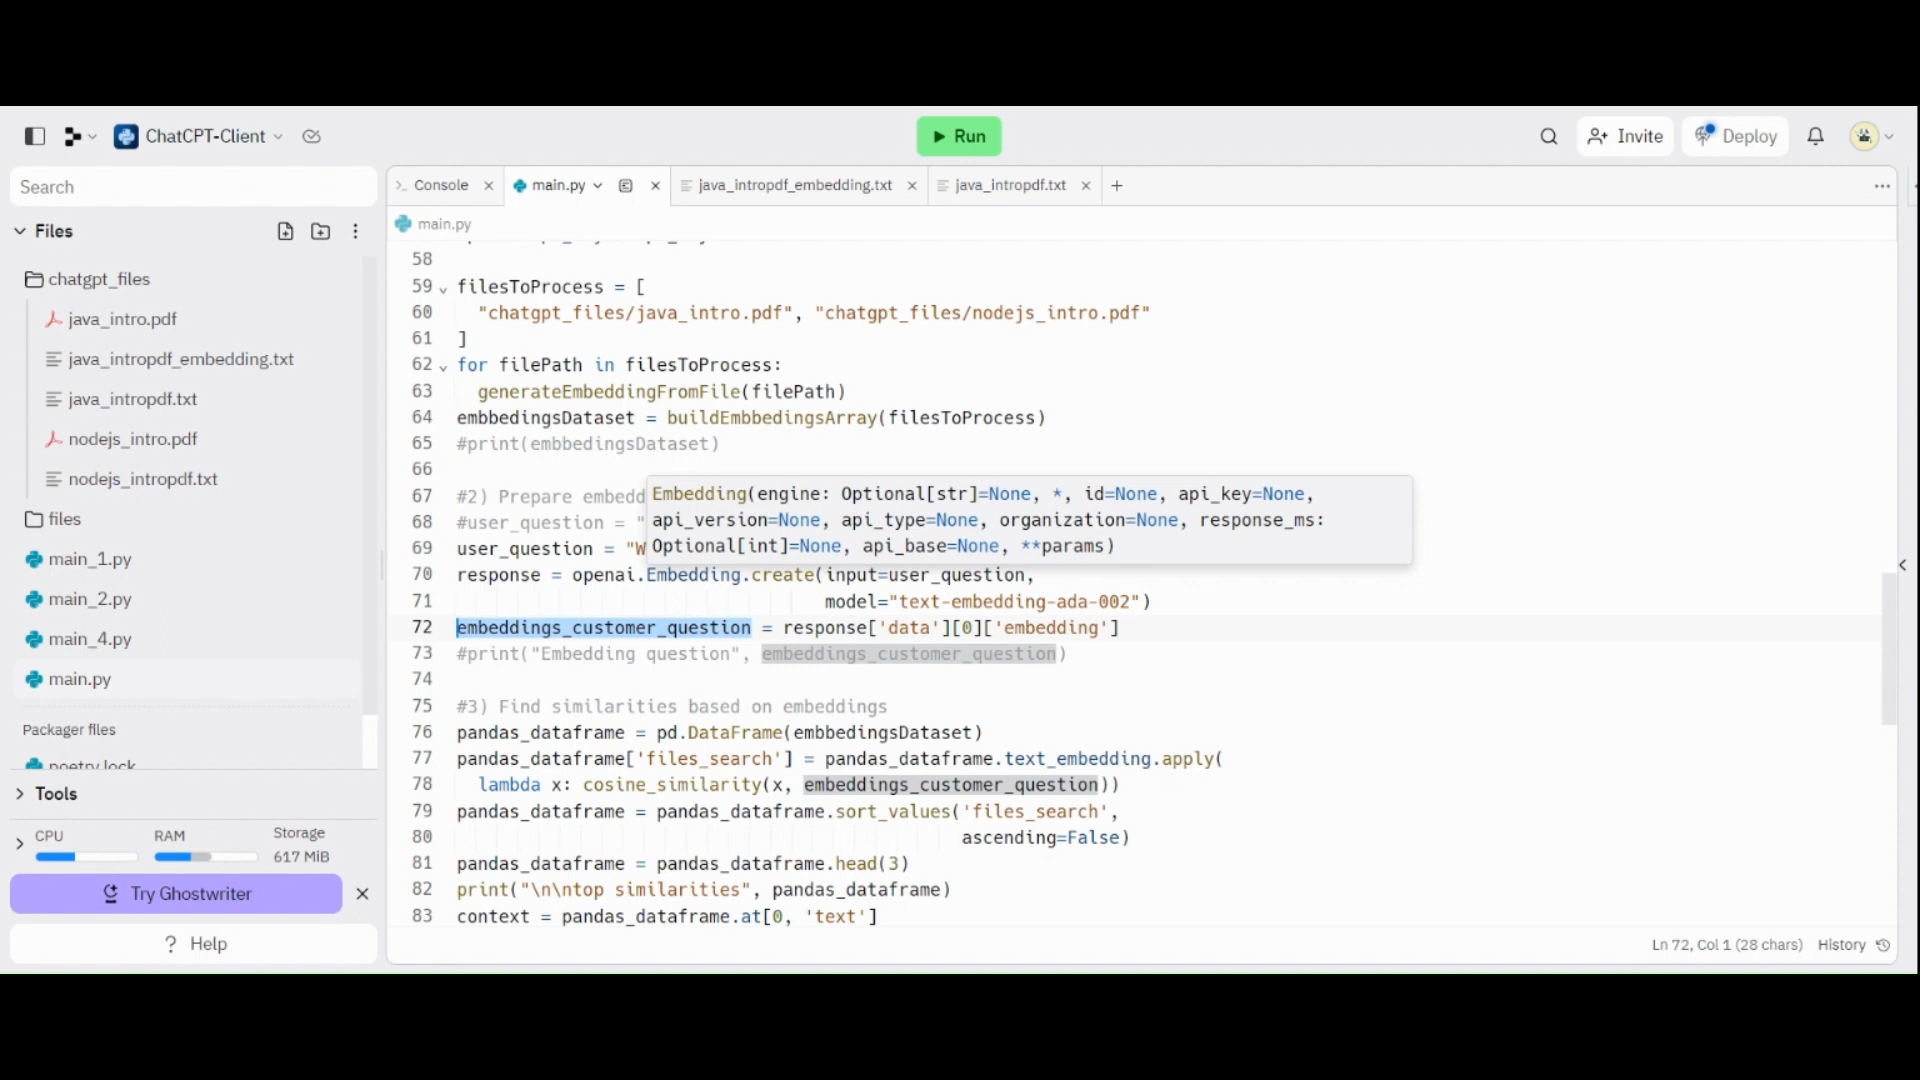 ChatCPT-Client
Run
Invite
Deploy
Search
Console
main.py
java_intropdf_embedding.txt
java_intropdf.txt
Files
main.py
chatgpt_files
java_intro.pdf
java_intropdf_embedding.txt
java_intropdf.txt
nodejs_intro.pdf
nodejs_intropdf.txt
files
main_1.py
main_2.py
main_4.py
main.py
Packager files
poetry.lock
Tools
CPU
RAM
Storage
617 MiB
Try Ghostwriter
? Help
58
59 filesToProcess = [
60 "chatgpt_files/java_intro.pdf", "chatgpt_files/nodejs_intro.pdf"
61 ]
62 for filePath in filesToProcess:
63 generateEmbeddingFromFile(filePath)
64 embbedingsDataset = buildEmbbedingsArray(filesToProcess)
65 #print(embbedingsDataset)
66
67 #2) Prepare embedd
68 #user_question = "
69 user_question = "W
Embedding(engine: Optional[str]=None, *, id=None, api_key=None,
api_version=None, api_type=None, organization=None, response_ms:
Optional[int]=None, api_base=None, **params)
70 response = openai.Embedding.create(input=user_question,
71 model="text-embedding-ada-002")
72 embeddings_customer_question = response['data'][0]['embedding']
73 #print("Embedding question", embeddings_customer_question)
74
75 #3) Find similarities based on embeddings
76 pandas_dataframe = pd.DataFrame(embbedingsDataset)
77 pandas_dataframe['files_search'] = pandas_dataframe.text_embedding.apply(
78 lambda x: cosine_similarity(x, embeddings_customer_question))
79 pandas_dataframe = pandas_dataframe.sort_values('files_search',
80 ascending=False)
81 pandas_dataframe = pandas_dataframe.head(3)
82 print("\n\ntop similarities", pandas_dataframe)
83 context = pandas_dataframe.at[0, 'text']
Ln 72, Col 1 (28 chars)
History